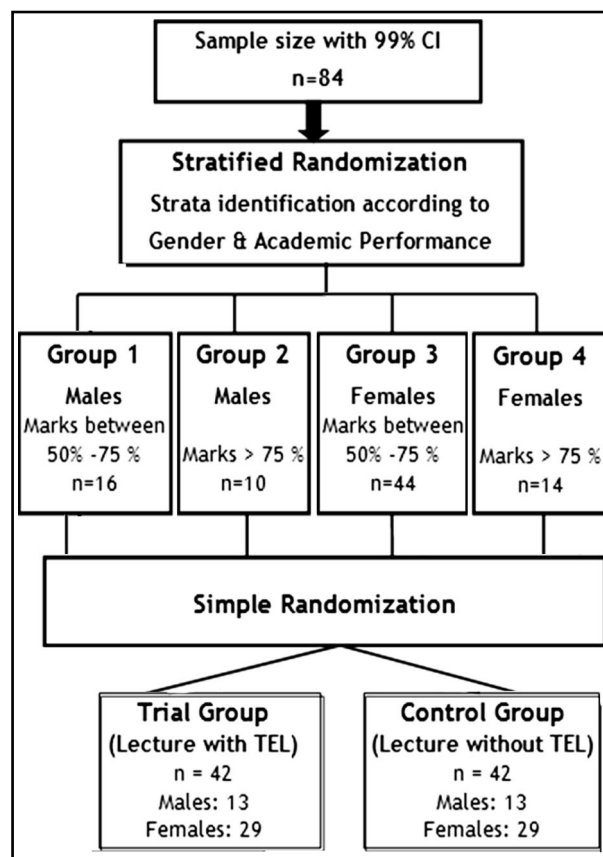 Sample size with 99% CI
n=84
Stratified Randomization
Strata identification according to
Gender & Academic Performance
Group 1
Males
Marks between
50% -75 %
n=16
Group 2
Males
Marks > 75 %
n=10
Group 3
Females
Marks between
50% -75 %
n=44
Group 4
Females
Marks > 75 %
n=14
Simple Randomization
Trial Group
(Lecture with TEL)
n = 42
Males: 13
Females: 29
Control Group
(Lecture without TEL)
n = 42
Males: 13
Females: 29